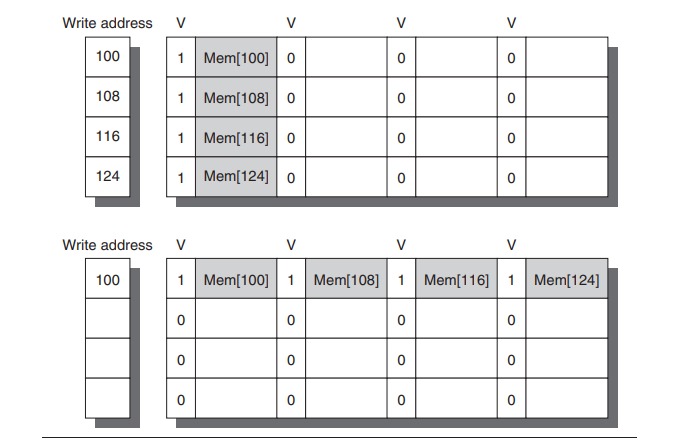 Write address V V V V
100 1 Mem[100] 0 0 0
108 1 Mem[108] 0 0 0
116 1 Mem[116] 0 0 0
124 1 Mem[124] 0 0 0
Write address V V V V
100 1 Mem[100] 1 Mem[108] 1 Mem[116] 1 Mem[124]
0 0 0 0
0 0 0 0
0 0 0 0